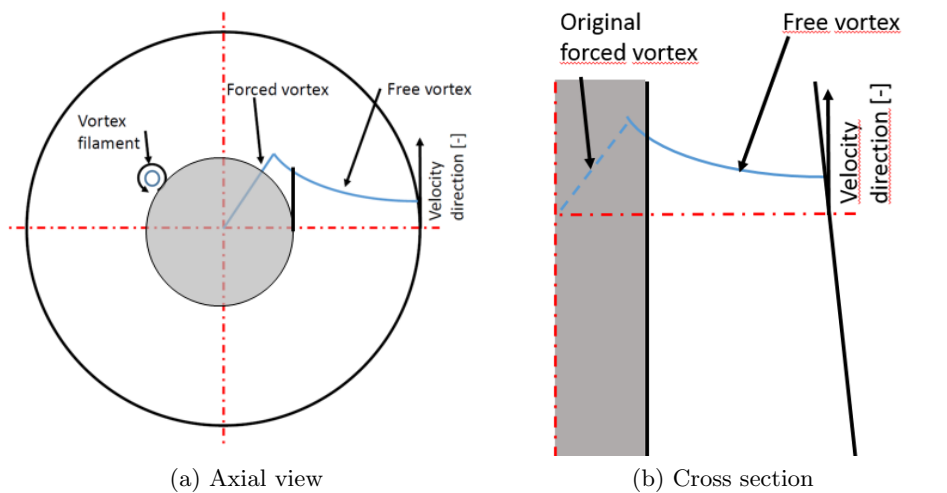 Forced vortex
Free vortex
Vortex
filament
Velocity
direction [-]
(a) Axial view
Original
forced vortex
Free vortex
Velocity
direction [-]
(b) Cross section